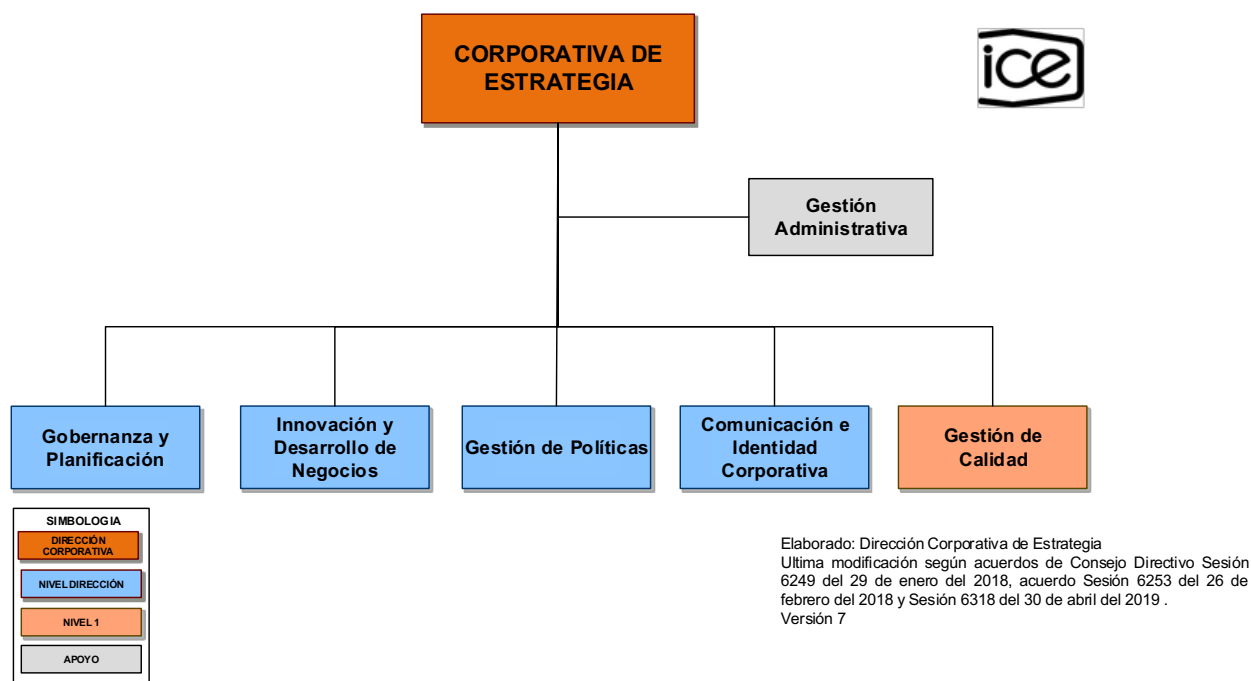 CORPORATIVA DE
ESTRATEGIA
ice
Gestión
Administrativa
Gobernanza y
Planificación
Innovación y
Desarrollo de
Negocios
Gestión de Políticas
Comunicación e
Identidad
Corporativa
Gestión de
Calidad
SIMBOLOGIA
DIRECCIÓN
CORPORATIVA
NIVEL DIRECCIÓN
NIVEL 1
APOYO
Elaborado: Dirección Corporativa de Estrategia
Ultima modificación según acuerdos de Consejo Directivo Sesión
6249 del 29 de enero del 2018, acuerdo Sesión 6253 del 26 de
febrero del 2018 y Sesión 6318 del 30 de abril del 2019 .
Versión 7